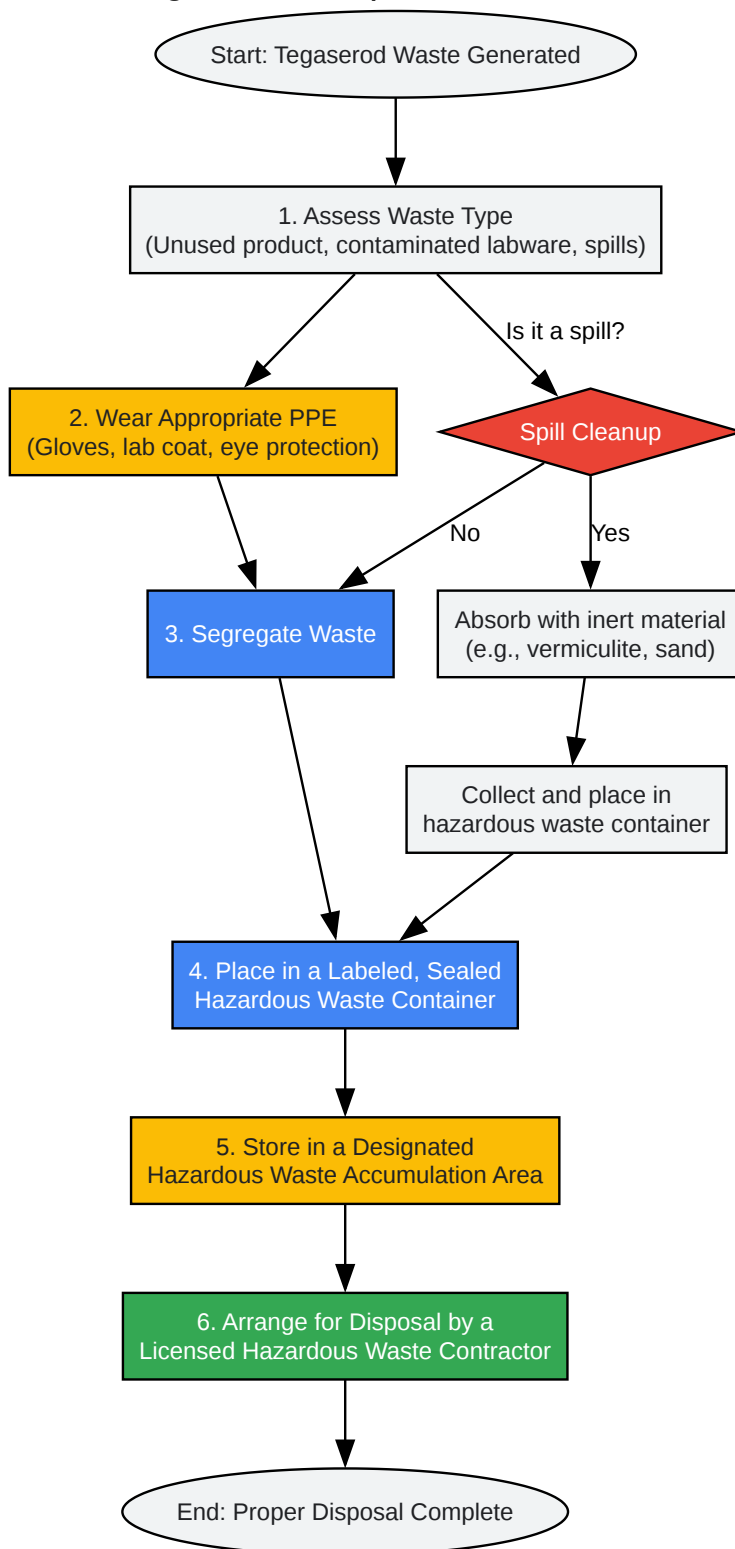 Start: Tegaserod Waste Generated
1. Assess Waste Type
(Unused product, contaminated labware, spills)
Is it a spill?
2. Wear Appropriate PPE
(Gloves, lab coat, eye protection)
Spill Cleanup
No
Yes
3. Segregate Waste
Absorb with inert material
(e.g., vermiculite, sand)
Collect and place in
hazardous waste container
4. Place in a Labeled, Sealed
Hazardous Waste Container
5. Store in a Designated
Hazardous Waste Accumulation Area
6. Arrange for Disposal by a
Licensed Hazardous Waste Contractor
End: Proper Disposal Complete